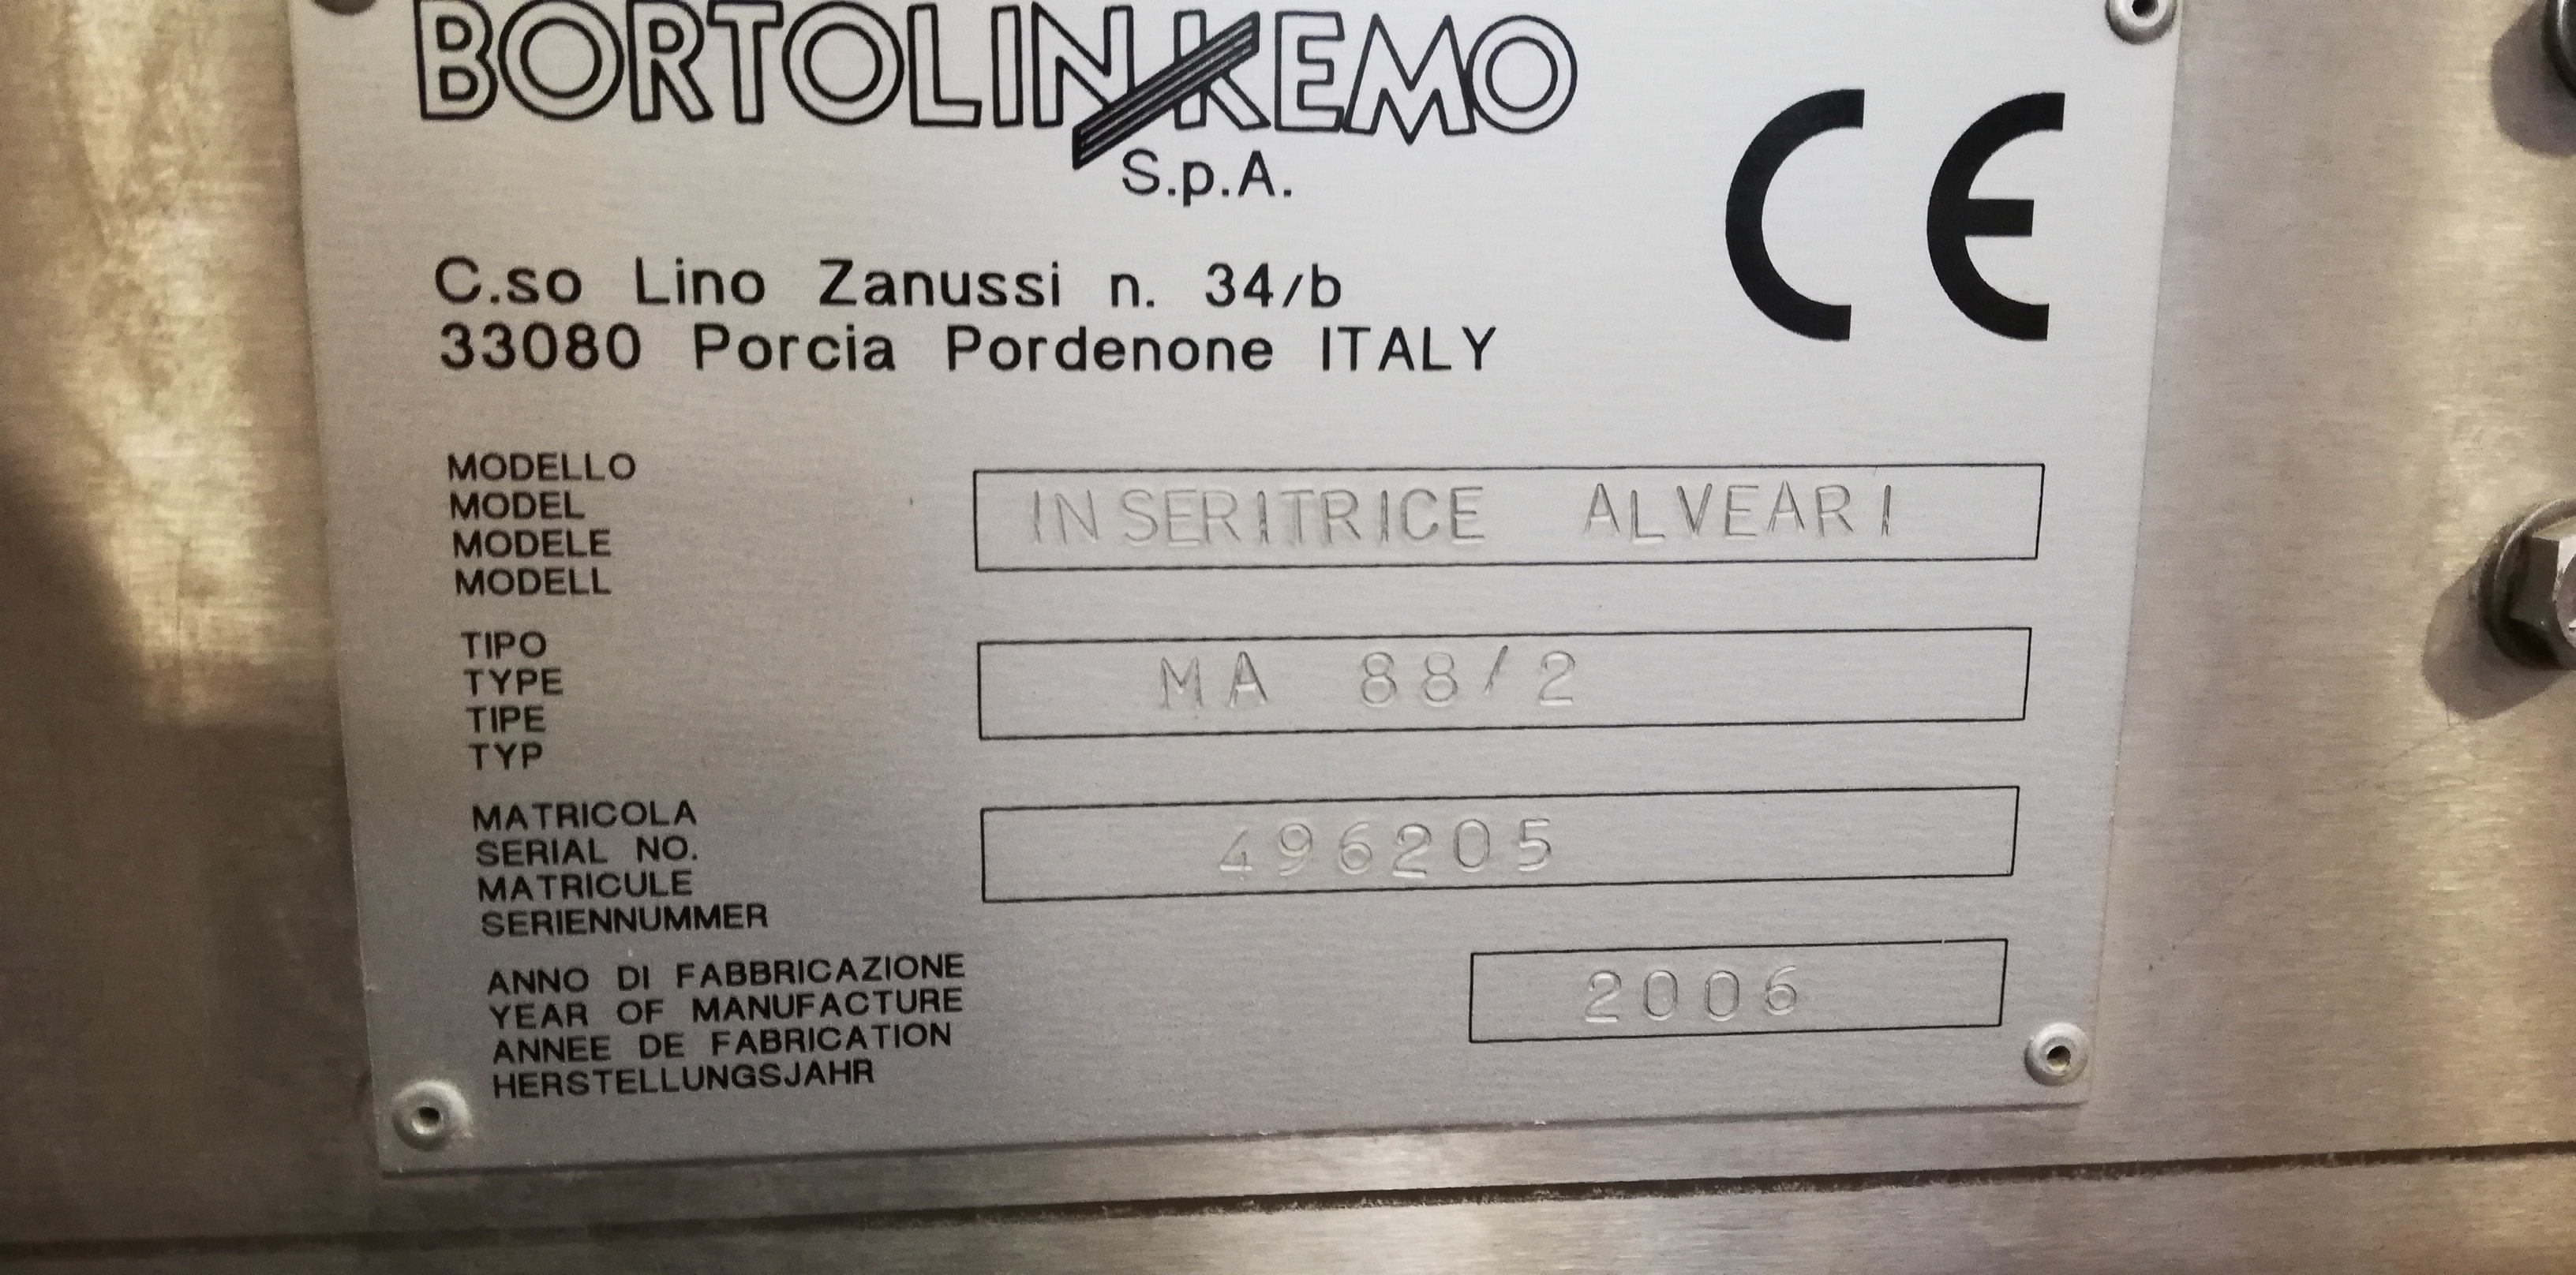 BORTOLIN KEMO
S.p.A.
CE
C.so Lino Zanussi n. 34/b
33080 Porcia Pordenone ITALY
MODELLO
MODEL
MODELE
MODELL
INSERITRICE ALVEARI
TIPO
TYPE
TIPE
TYP
MA 88/2
MATRICOLA
SERIAL NO.
MATRICULE
SERIENNUMMER
496205
ANNO DI FABBRICAZIONE
YEAR OF MANUFACTURE
ANNEE DE FABRICATION
HERSTELLUNGSJAHR
2006